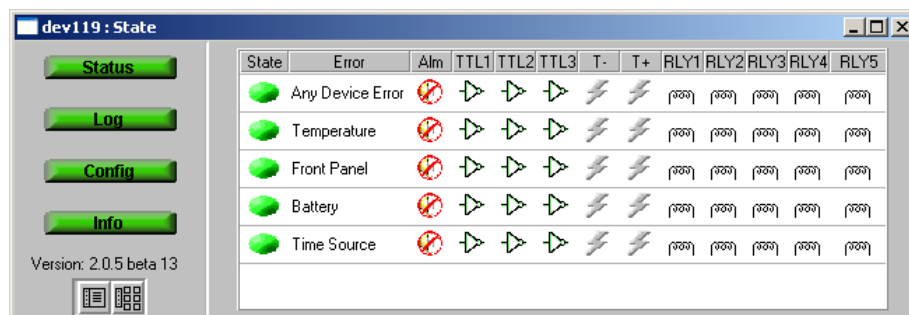 dev119 : State
Status
Log
Config
Info
Version: 2.0.5 beta 13
State Error Alm TTL1 TTL2 TTL3 T- T+ RLY1 RLY2 RLY3 RLY4 RLY5
Any Device Error
Temperature
Front Panel
Battery
Time Source